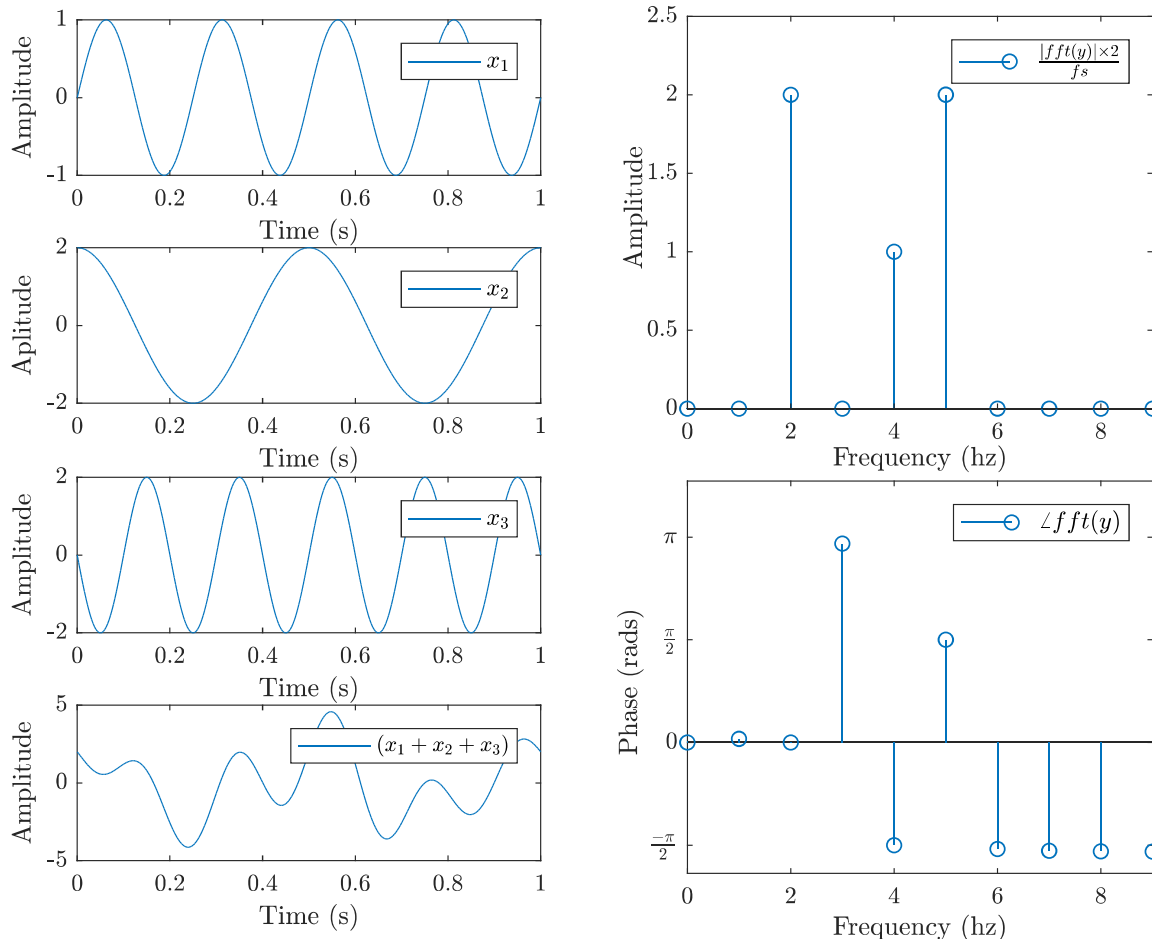 1
0
-1
Amplitude
x₁
0
0.2
0.4
0.6
0.8
1
Time (s)
2
0
-2
Aplitude
x₂
0
0.2
0.4
0.6
0.8
1
Time (s)
2
0
-2
Amplitude
x₃
0
0.2
0.4
0.6
0.8
1
Time (s)
5
0
-5
Amplitude
(x₁ + x₂ + x₃)
0
0.2
0.4
0.6
0.8
1
Time (s)
2.5
2
1.5
1
0.5
0
Amplitude
|fft(y)|×2
fs
0
2
4
6
8
Frequency (hz)
π
π/2
0
-π/2
Phase (rads)
∠fft(y)
0
2
4
6
8
Frequency (hz)